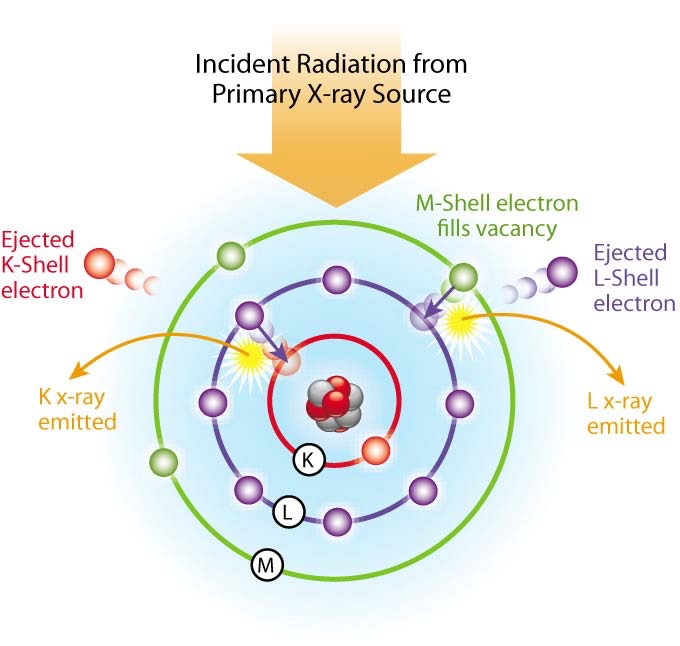 Incident Radiation from
Primary X-ray Source
M-Shell electron
fills vacancy
Ejected
K-Shell
electron
Ejected
L-Shell
electron
K x-ray
emitted
L x-ray
emitted
K
L
M